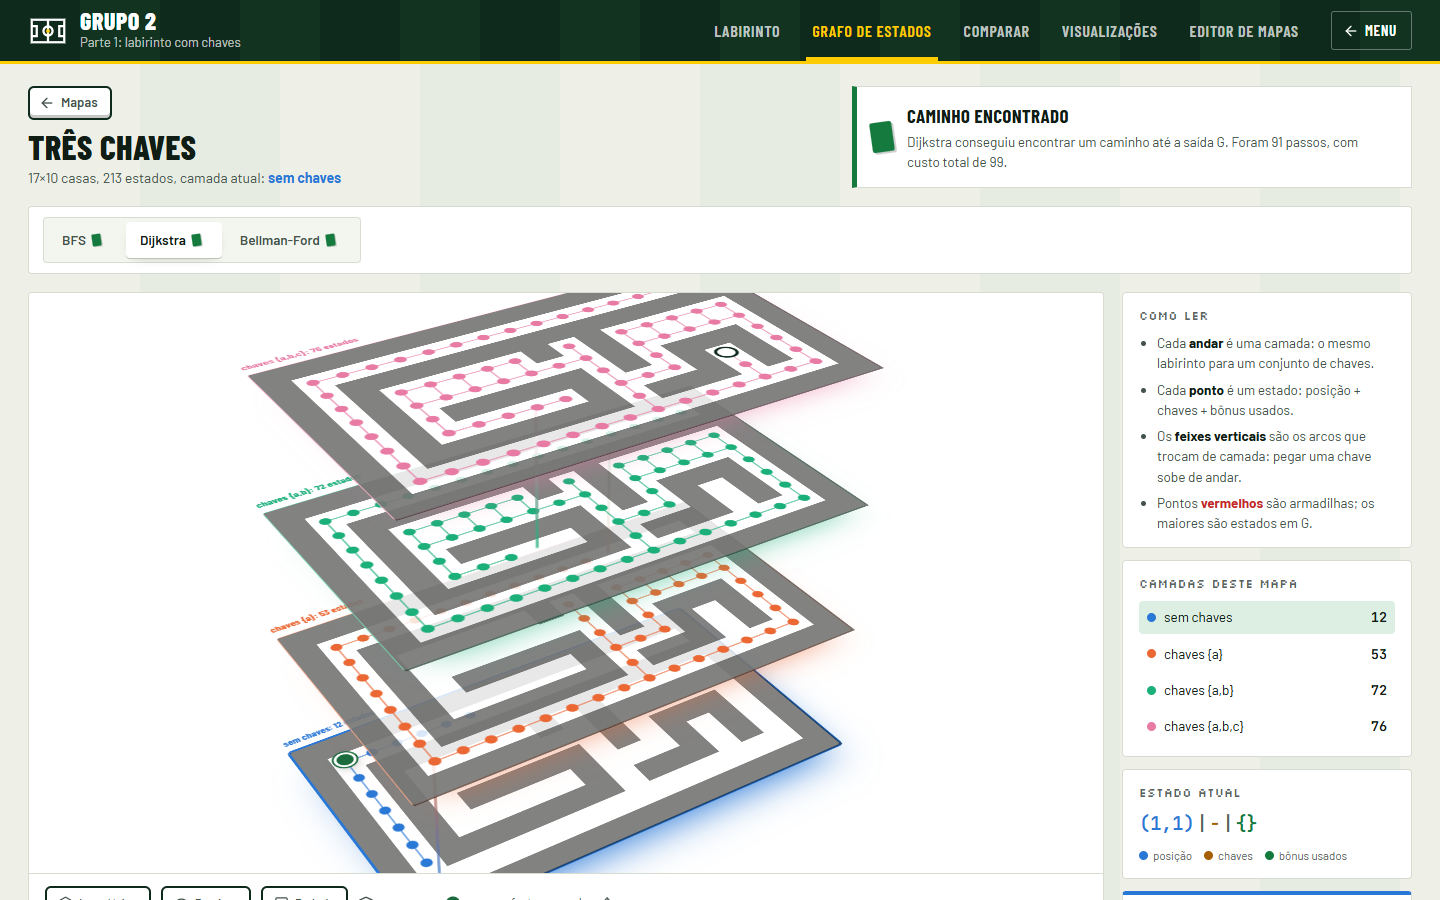 GRUPO 2
Parte 1: labirinto com chaves
LABIRINTO
GRAFO DE ESTADOS
COMPARAR
VISUALIZAÇÕES
EDITOR DE MAPAS
← MENU
← Mapas
TRÊS CHAVES
17×10 casas, 213 estados, camada atual: sem chaves
CAMINHO ENCONTRADO
Dijkstra conseguiu encontrar um caminho até a saída G. Foram 91 passos, com
custo total de 99.
BFS
Dijkstra
Bellman-Ford
chaves {a,b,c}: 76 estados
chaves {a,b}: 72 estad
chaves {a}: 53 est
sem chaves: 12
COMO LER
Cada andar é uma camada: o mesmo
labirinto para um conjunto de chaves.
Cada ponto é um estado: posição +
chaves + bônus usados.
Os feixes verticais são os arcos que
trocam de camada: pegar uma chave
sobe de andar.
Pontos vermelhos são armadilhas; os
maiores são estados em G.
CAMADAS DESTE MAPA
sem chaves 12
chaves {a} 53
chaves {a,b} 72
chaves {a,b,c} 76
ESTADO ATUAL
(1,1) | - | {}
posição
chaves
bônus usados